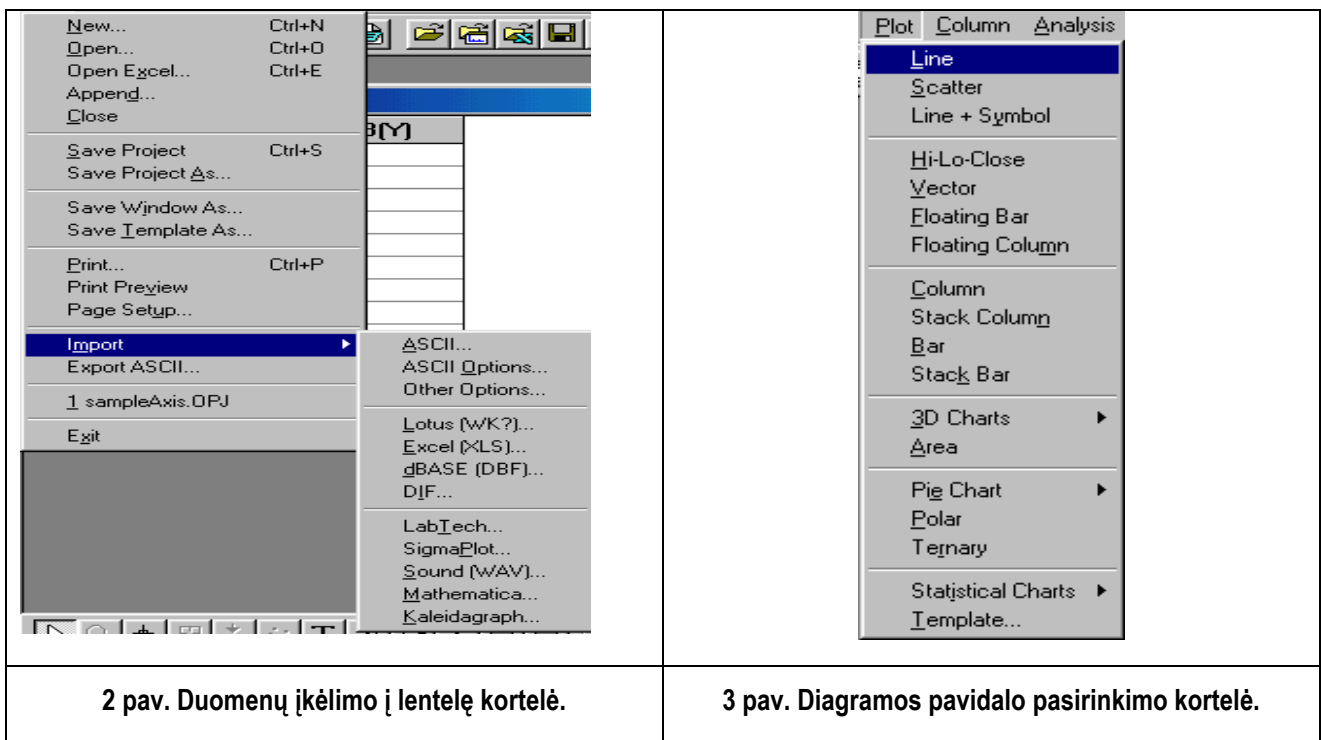 New... Ctrl+N
Open... Ctrl+O
Open Excel... Ctrl+E
Append...
Close
Save Project Ctrl+S
Save Project As...
Save Window As...
Save Template As...
Print... Ctrl+P
Print Preview
Page Setup...
Import
Export ASCII...
1 sampleAxis.OPJ
Exit
B(Y)
ASCII...
ASCII Options...
Other Options...
Lotus (WK?)...
Excel (XLS)...
dBASE (DBF)...
DIF...
LabTech...
SigmaPlot...
Sound (WAV)...
Mathematica...
Kaleidagraph...
T
2 pav. Duomenų įkėlimo į lentelę kortelė.
Plot Column Analysis
Line
Scatter
Line + Symbol
Hi-Lo-Close
Vector
Floating Bar
Floating Column
Column
Stack Column
Bar
Stack Bar
3D Charts
Area
Pie Chart
Polar
Ternary
Statistical Charts
Template...
3 pav. Diagramos pavidalo pasirinkimo kortelė.